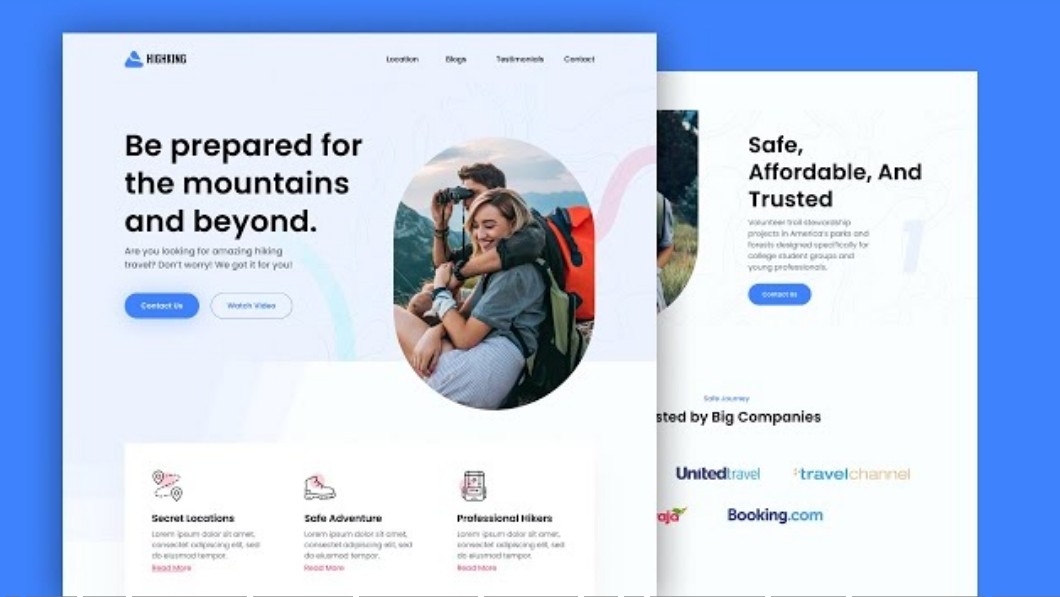 HIGHKING
Location Blogs Testimonials Contact
Be prepared for
the mountains
and beyond.
Are you looking for amazing hiking
travel? Don't worry! We got it for you!
Contact Us Watch Video
Secret Locations
Lorem ipsum dolor sit amet,
consectet adipiscing elit, sed
do eiusmod tempor.
Read More
Safe Adventure
Lorem ipsum dolor sit amet,
consectet adipiscing elit, sed
do eiusmod tempor.
Read More
Professional Hikers
Lorem ipsum dolor sit amet,
consectet adipiscing elit, sed
do eiusmod tempor.
Read More
Safe,
Affordable, And
Trusted
Volunteer trail stewardship
projects in America's parks and
forests designed specifically for
college student groups and
young professionals.
Contact Us
Safe Journey
sted by Big Companies
Unitedtravel travelchannel
aja Booking.com